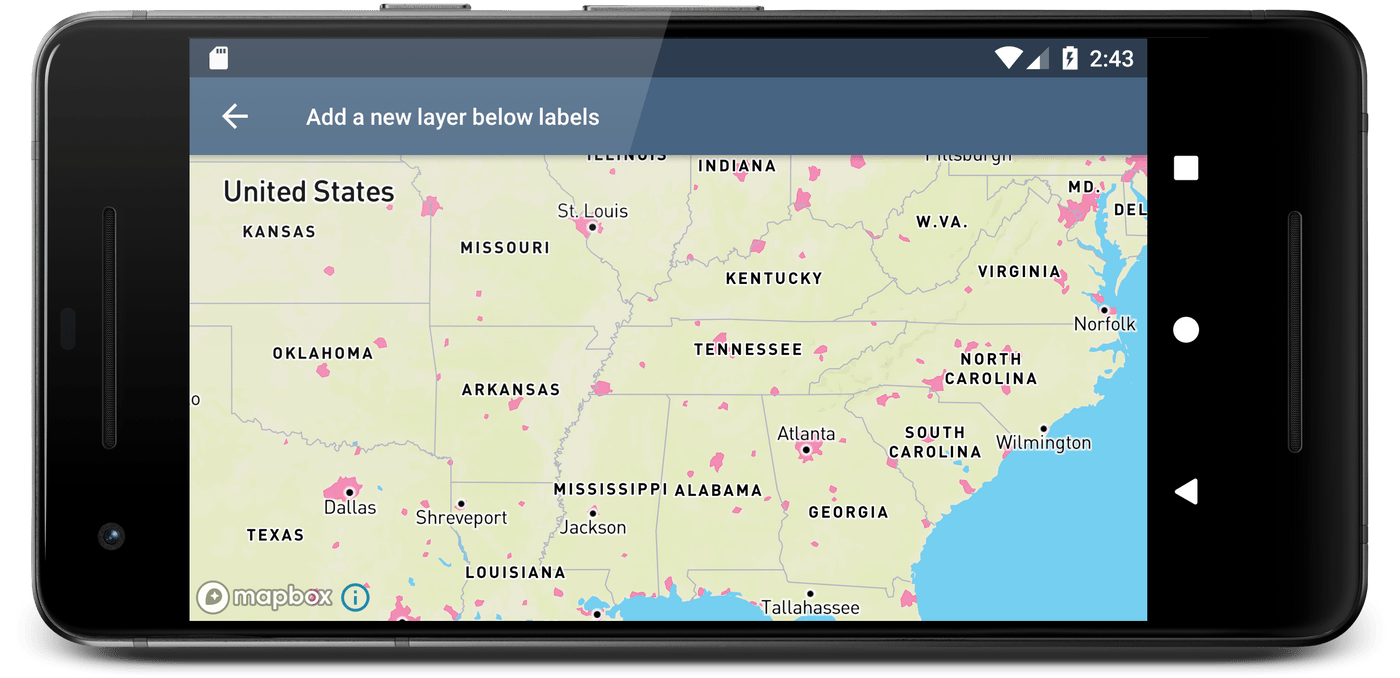 2:43
Add a new layer below labels
ILLINOIS
INDIANA
Pittsburgh
United States
MD.
DEL
St. Louis
W.VA.
KANSAS
MISSOURI
KENTUCKY
VIRGINIA
Norfolk
OKLAHOMA
TENNESSEE
NORTH
CAROLINA
ARKANSAS
o
Atlanta
SOUTH
CAROLINA
Wilmington
MISSISSIPPI
ALABAMA
Dallas
Shreveport
Jackson
GEORGIA
TEXAS
LOUISIANA
mapbox
i
Tallahassee